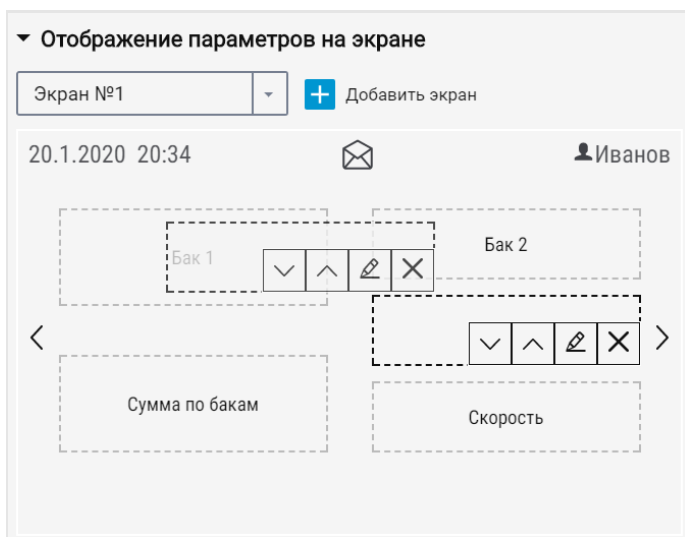 Отображение параметров на экране
Экран №1
Добавить экран
20.1.2020 20:34
Иванов
Бак 1
Бак 2
Сумма по бакам
Скорость